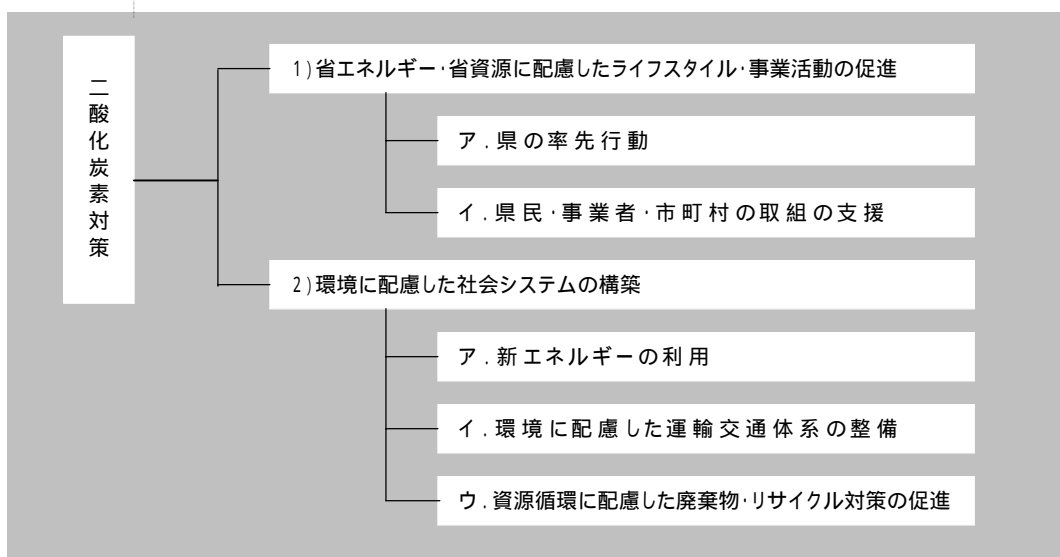 二酸化炭素対策
1)省エネルギー・省資源に配慮したライフスタイル・事業活動の促進
ア.県の率先行動
イ.県民・事業者・市町村の取組の支援
2)環境に配慮した社会システムの構築
ア.新エネルギーの利用
イ.環境に配慮した運輸交通体系の整備
ウ.資源循環に配慮した廃棄物・リサイクル対策の促進